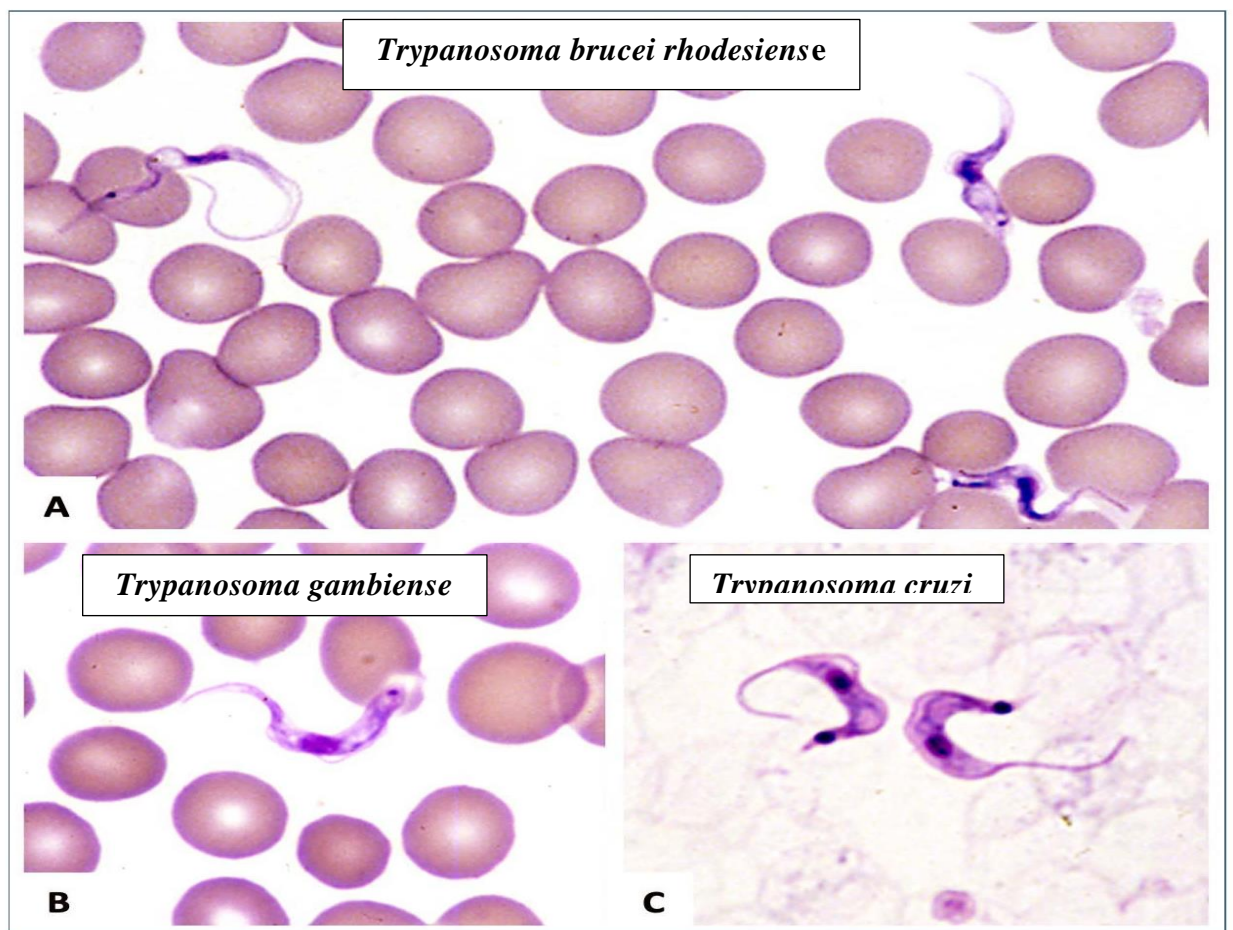 Trypanosoma brucei rhodesiense
A
Trypanosoma gambiense
Trypanosoma cruzi
B
C